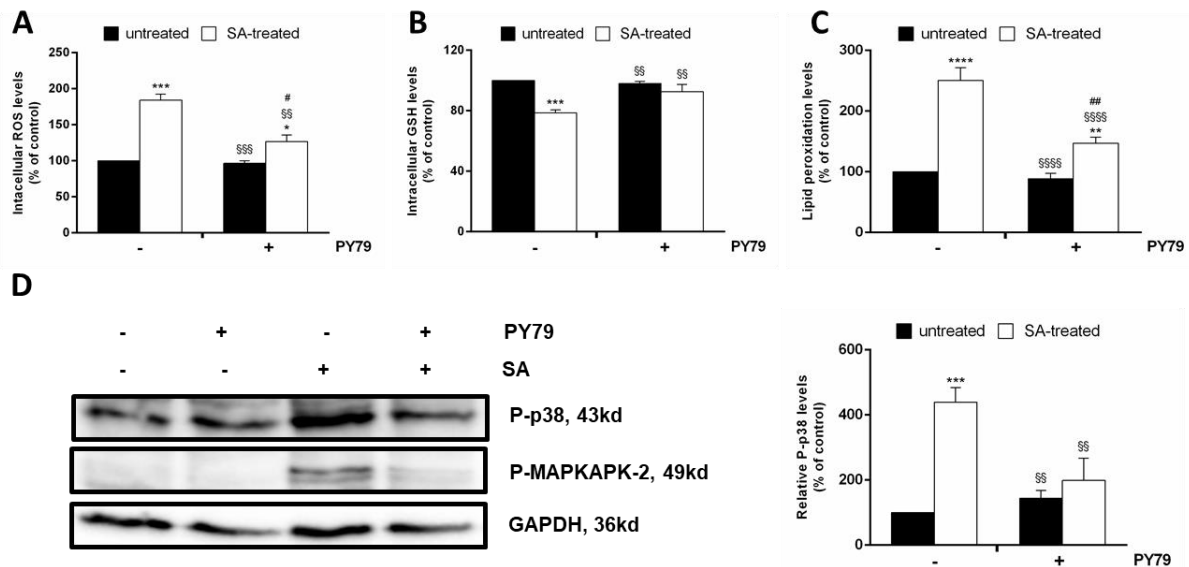 A
untreated SA-treated
Intacellular ROS levels
(% of control)
250
200
150
100
50
0
***
§§§
#
§§
*
- + PY79
B
untreated SA-treated
Intracellular GSH levels
(% of control)
120
80
40
0
***
§§ §§
- + PY79
C
untreated SA-treated
Lipid peroxidation levels
(% of control)
300
200
100
0
****
§§§§
##
§§§§
**
- + PY79
D
- + - + PY79
- - + + SA
P-p38, 43kd
P-MAPKAPK-2, 49kd
GAPDH, 36kd
untreated SA-treated
Relative P-p38 levels
(% of control)
600
400
200
0
***
§§ §§
- + PY79